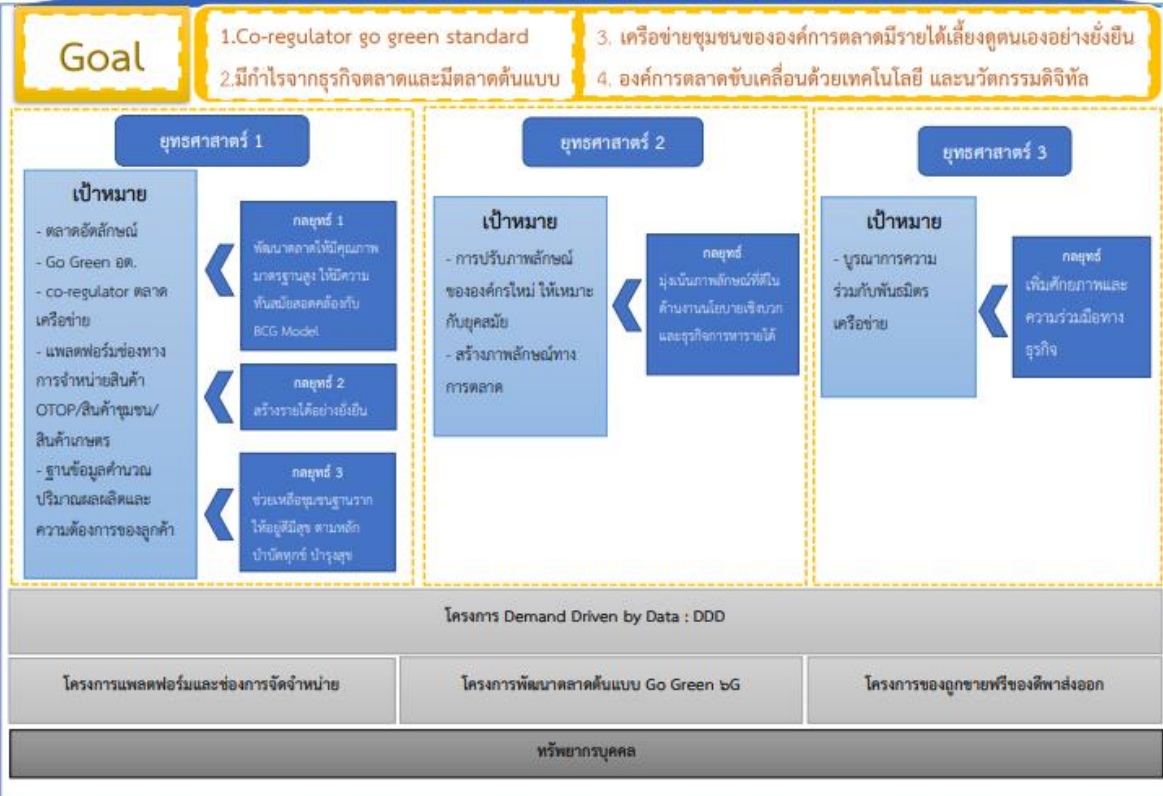 Goal
1.Co-regulator go green standard
2.มีกำไรจากธุรกิจตลาดและมีตลาดต้นแบบ
3. เครือข่ายชุมชนขององค์การตลาดมีรายได้เลี้ยงดูตนเองอย่างยั่งยืน
4. องค์การตลาดขับเคลื่อนด้วยเทคโนโลยี และนวัตกรรมดิจิทัล
ยุทธศาสตร์ 1
เป้าหมาย
- ตลาดอัตลักษณ์
- Go Green อต.
- co-regulator ตลาด
เครือข่าย
- แพลตฟอร์มช่องทาง
การจำหน่ายสินค้า
OTOP/สินค้าชุมชน/
สินค้าเกษตร
- ฐานข้อมูลคำนวณ
ปริมาณผลผลิตและ
ความต้องการของลูกค้า
กลยุทธ์ 1
พัฒนาตลาดให้มีคุณภาพ
มาตรฐานสูง ให้มีความ
ทันสมัยสอดคล้องกับ
BCG Model
กลยุทธ์ 2
สร้างรายได้อย่างยั่งยืน
กลยุทธ์ 3
ช่วยเหลือชุมชนฐานราก
ให้อยู่ดีมีสุข ตามหลัก
บำบัดทุกข์ บำรุงสุข
ยุทธศาสตร์ 2
เป้าหมาย
- การปรับภาพลักษณ์
ขององค์กรใหม่ ให้เหมาะ
กับยุคสมัย
- สร้างภาพลักษณ์ทาง
การตลาด
กลยุทธ์
มุ่งเน้นภาพลักษณ์ที่ดีใน
ด้านงานนโยบายเชิงบวก
และธุรกิจการหารายได้
ยุทธศาสตร์ 3
เป้าหมาย
- บูรณาการความ
ร่วมกับพันธมิตร
เครือข่าย
กลยุทธ์
เพิ่มศักยภาพและ
ความร่วมมือทาง
ธุรกิจ
โครงการ Demand Driven by Data : DDD
โครงการแพลตฟอร์มและช่องการจัดจำหน่าย
โครงการพัฒนาตลาดต้นแบบ Go Green ๖G
โครงการของถูกขายฟรีของดีพาส่งออก
ทรัพยากรบุคคล